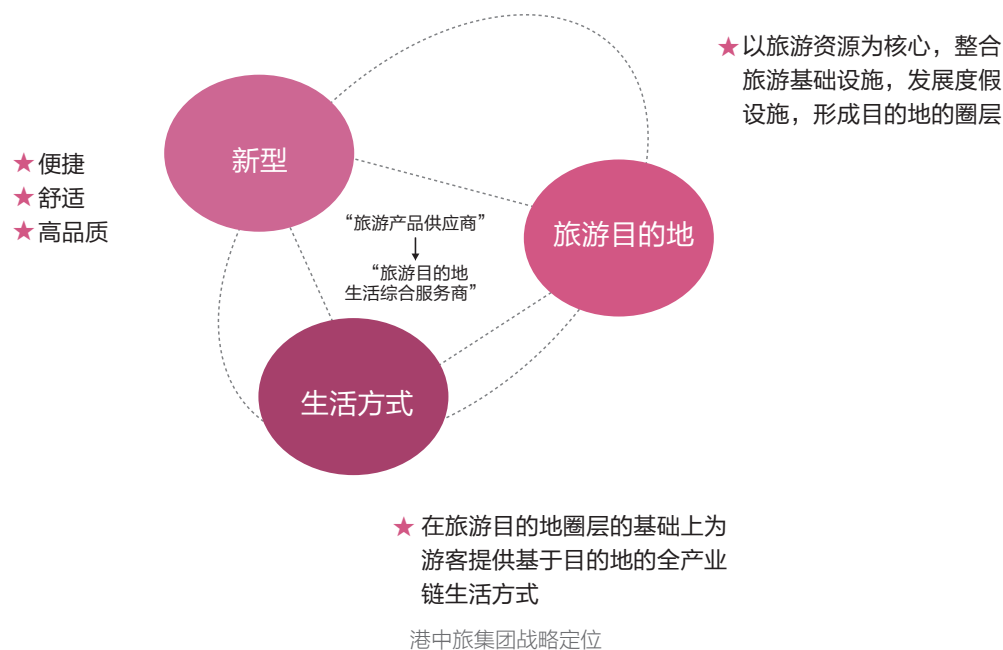 ★以旅游资源为核心，整合
旅游基础设施，发展度假
设施，形成目的地的圈层
新型
★便捷
★舒适
★高品质
“旅游产品供应商”
旅游目的地
“旅游目的地
生活综合服务商”
生活方式
★ 在旅游目的地圈层的基础上为
游客提供基于目的地的全产业
链生活方式
港中旅集团战略定位